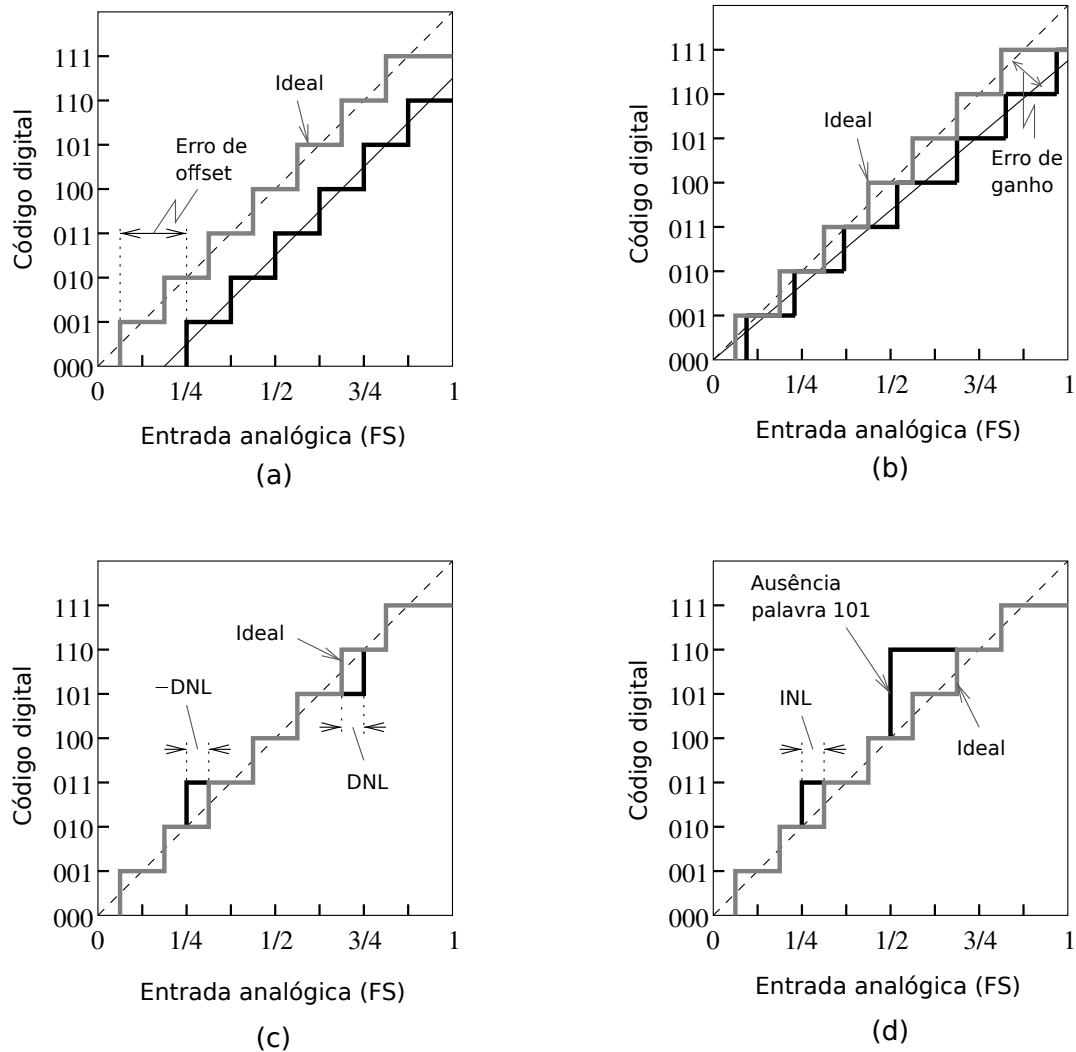 111
110
101
100
011
010
001
000
Código digital
Ideal
Erro de
offset
0
1/4
1/2
3/4
1
Entrada analógica (FS)
(a)
111
110
101
100
011
010
001
000
Código digital
Ideal
Erro de
ganho
0
1/4
1/2
3/4
1
Entrada analógica (FS)
(b)
111
110
101
100
011
010
001
000
Código digital
Ideal
−DNL
DNL
0
1/4
1/2
3/4
1
Entrada analógica (FS)
(c)
Ausência
palavra 101
111
110
101
100
011
010
001
000
Código digital
INL
Ideal
0
1/4
1/2
3/4
1
Entrada analógica (FS)
(d)